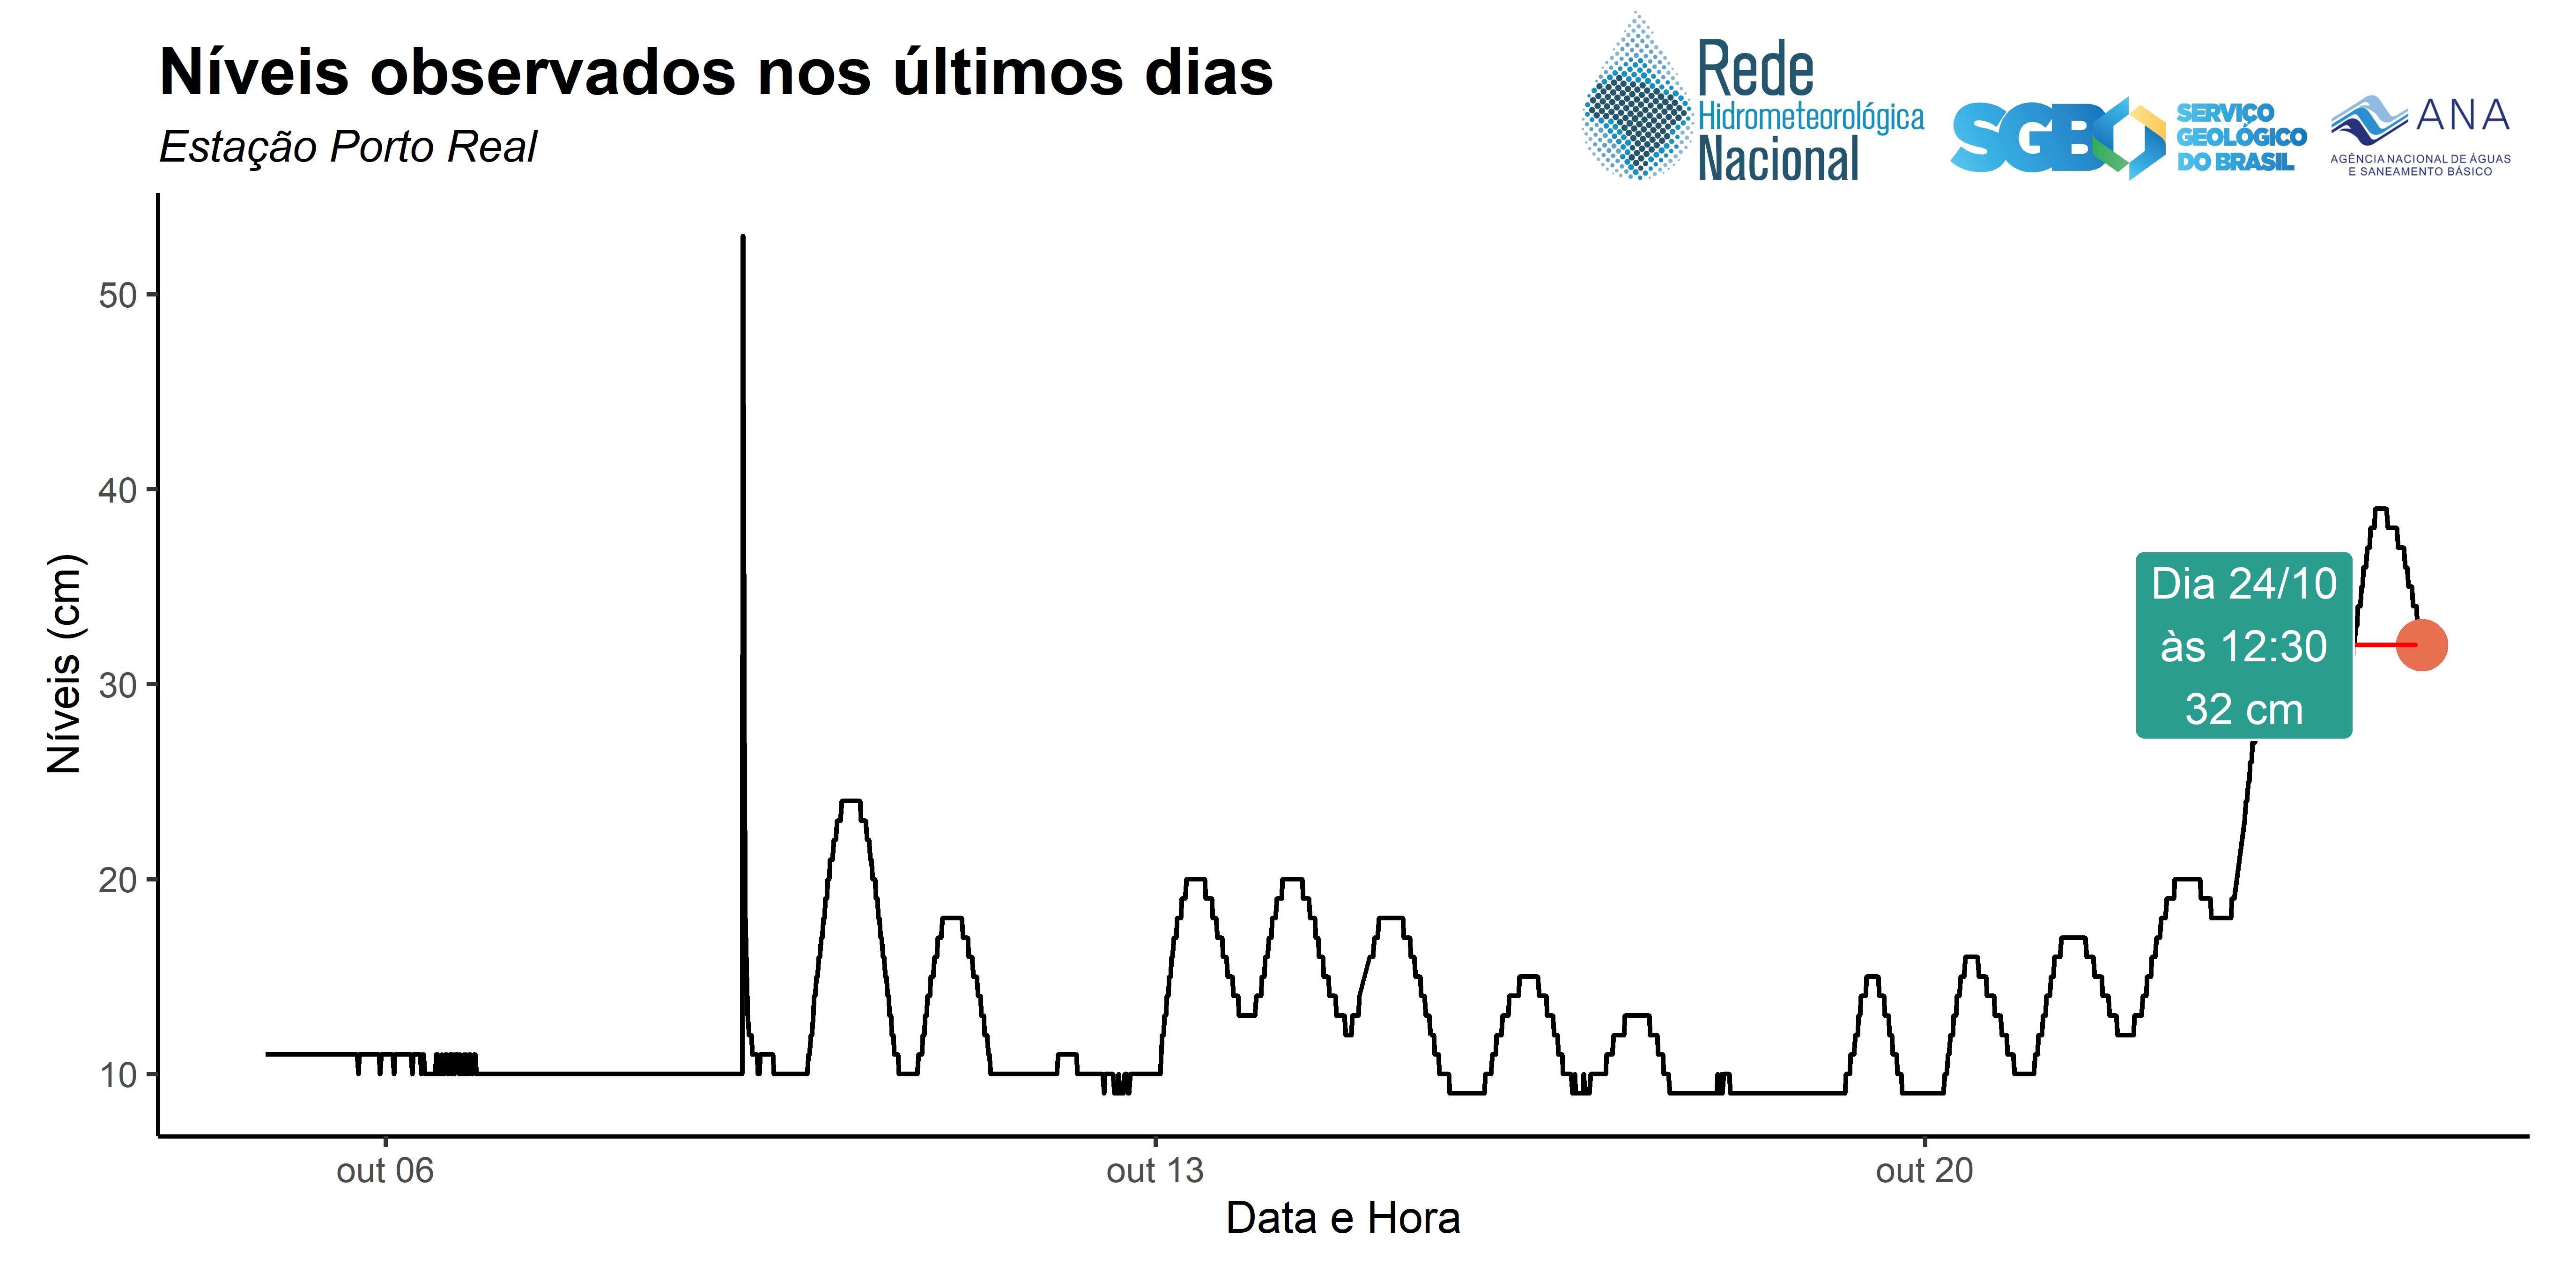 Níveis observados nos últimos dias
Estação Porto Real
Rede
Hidrometeorológica
Nacional
SGB
SERVIÇO
GEOLÓGICO
DO BRASIL
ANA
AGÊNCIA NACIONAL DE ÁGUAS
E SANEAMENTO BÁSICO
Níveis (cm)
50
40
30
20
10
Dia 24/10
às 12:30
32 cm
out 06
out 13
out 20
Data e Hora